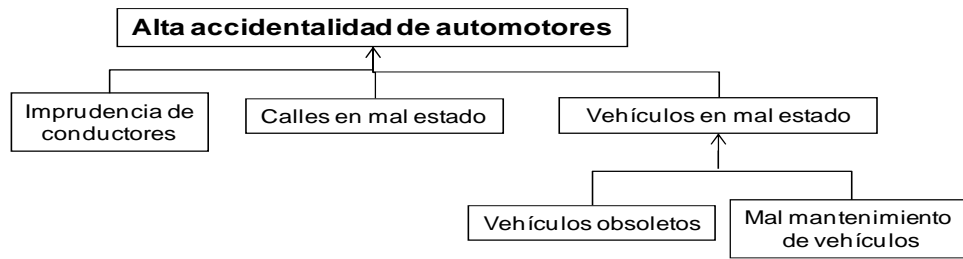 Alta accidentalidad de automotores
Imprudencia de
conductores
Calles en mal estado
Vehículos en mal estado
Vehículos obsoletos
Mal mantenimiento
de vehículos